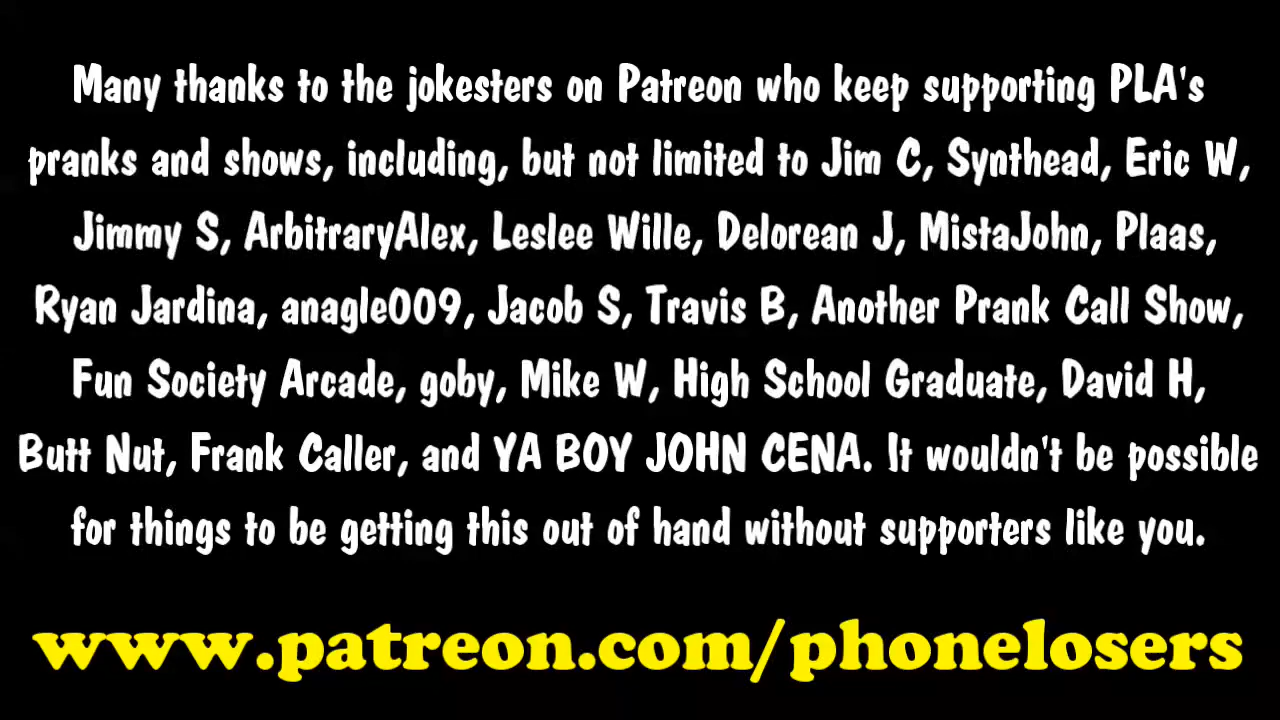 Many thanks to the jokesters on Patreon who keep supporting PLA's
pranks and shows, including, but not limited to Jim C, Synthead, Eric W,
Jimmy S, ArbitraryAlex, Leslee Wille, Delorean J, MistaJohn, Plaas,
Ryan Jardina, anagle009, Jacob S, Travis B, Another Prank Call Show,
Fun Society Arcade, goby, Mike W, High School Graduate, David H,
Butt Nut, Frank Caller, and YA BOY JOHN CENA. It wouldn't be possible
for things to be getting this out of hand without supporters like you.
www.patreon.com/phonelosers